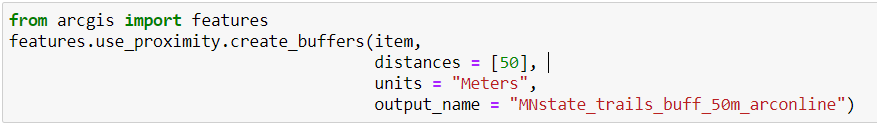 from arcgis import features
features.use_proximity.create_buffers(item,
distances = [50],
units = "Meters",
output_name = "MNstate_trails_buff_50m_arconline")